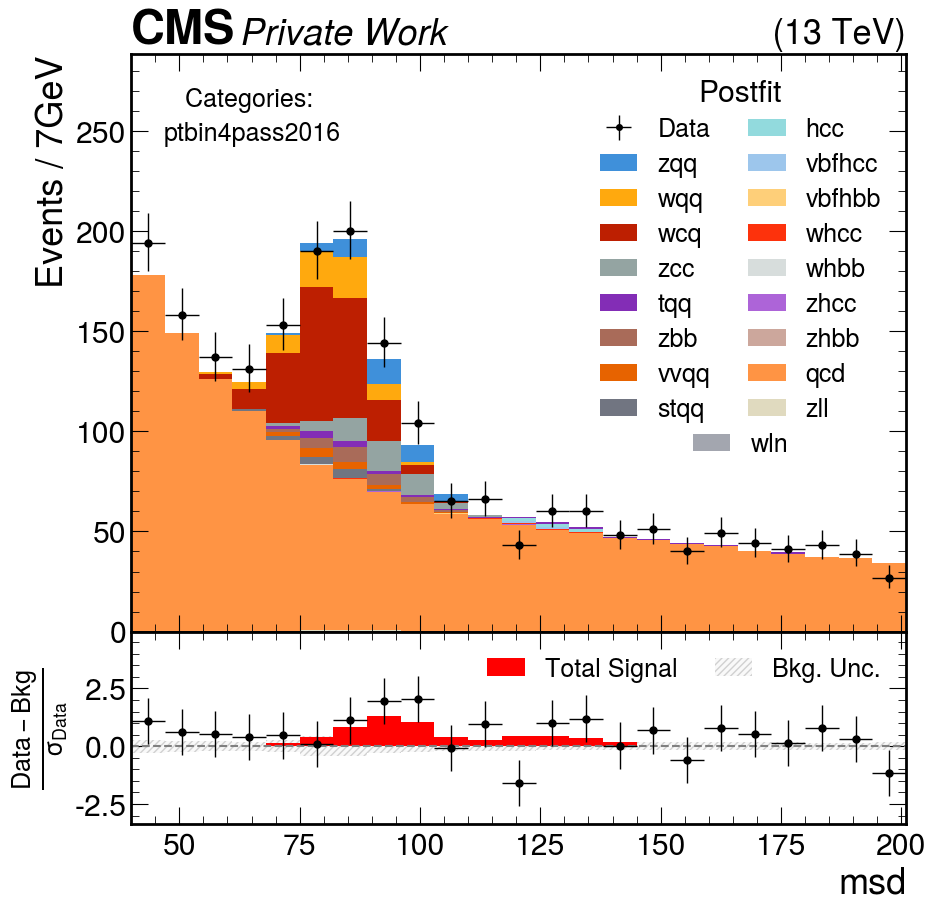 CMS Private Work (13 TeV)
Events / 7GeV
Categories:
ptbin4pass2016
Postfit
Data
zqq
wqq
wcq
zcc
tqq
zbb
vvqq
stqq
hcc
vbfhcc
vbfhbb
whcc
whbb
zhcc
zhbb
qcd
zll
wln
250
200
150
100
50
0
Data − Bkg
σData
Total Signal
Bkg. Unc.
2.5
0.0
-2.5
50 75 100 125 150 175 200
msd